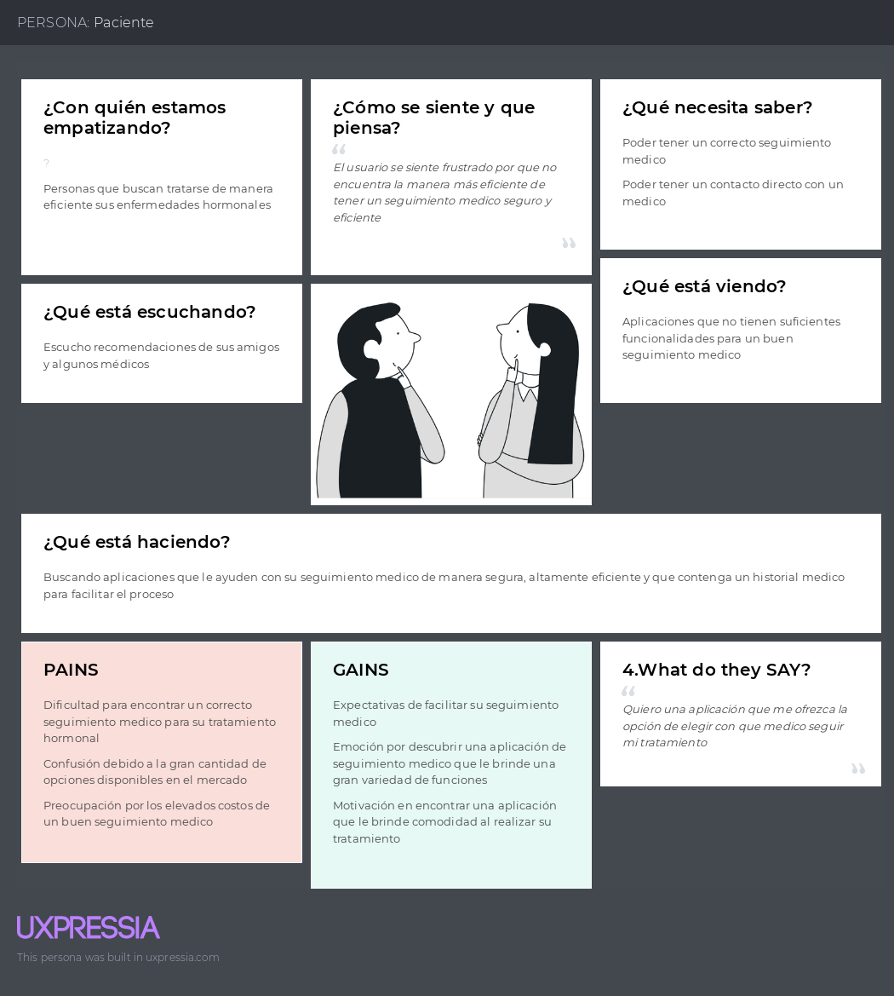 PERSONA: Paciente
¿Con quién estamos
empatizando?
?
Personas que buscan tratarse de manera
eficiente sus enfermedades hormonales
¿Cómo se siente y que
piensa?
“
El usuario se siente frustrado por que no
encuentra la manera más eficiente de
tener un seguimiento medico seguro y
eficiente
”
¿Qué necesita saber?
Poder tener un correcto seguimiento
medico
Poder tener un contacto directo con un
medico
¿Qué está escuchando?
Escucho recomendaciones de sus amigos
y algunos médicos
¿Qué está viendo?
Aplicaciones que no tienen suficientes
funcionalidades para un buen
seguimiento medico
¿Qué está haciendo?
Buscando aplicaciones que le ayuden con su seguimiento medico de manera segura, altamente eficiente y que contenga un historial medico
para facilitar el proceso
PAINS
Dificultad para encontrar un correcto
seguimiento medico para su tratamiento
hormonal
Confusión debido a la gran cantidad de
opciones disponibles en el mercado
Preocupación por los elevados costos de
un buen seguimiento medico
GAINS
Expectativas de facilitar su seguimiento
medico
Emoción por descubrir una aplicación de
seguimiento medico que le brinde una
gran variedad de funciones
Motivación en encontrar una aplicación
que le brinde comodidad al realizar su
tratamiento
4.What do they SAY?
“
Quiero una aplicación que me ofrezca la
opción de elegir con que medico seguir
mi tratamiento
”
UXPRESSIA
This persona was built in uxpressia.com